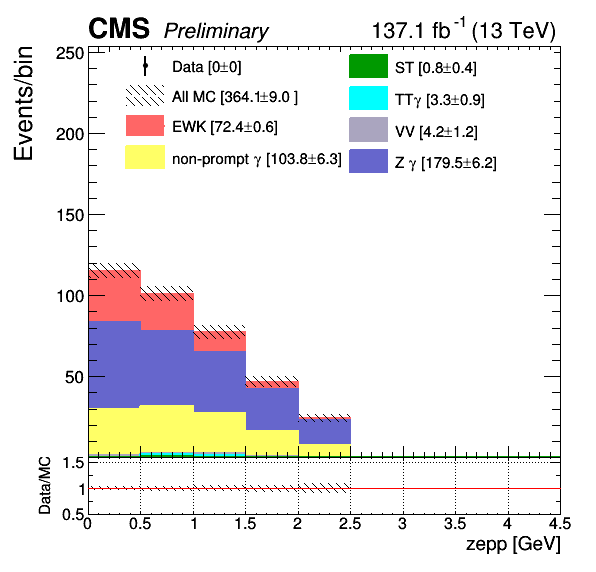 CMS Preliminary 137.1 fb⁻¹ (13 TeV)
Events/bin
250
200
150
100
50
Data [0±0]
All MC [364.1±9.0 ]
EWK [72.4±0.6]
non-prompt γ [103.8±6.3]
ST [0.8±0.4]
TTγ [3.3±0.9]
VV [4.2±1.2]
Z γ [179.5±6.2]
Data/MC
1.5
1
0.5
0 0.5 1 1.5 2 2.5 3 3.5 4 4.5
zepp [GeV]